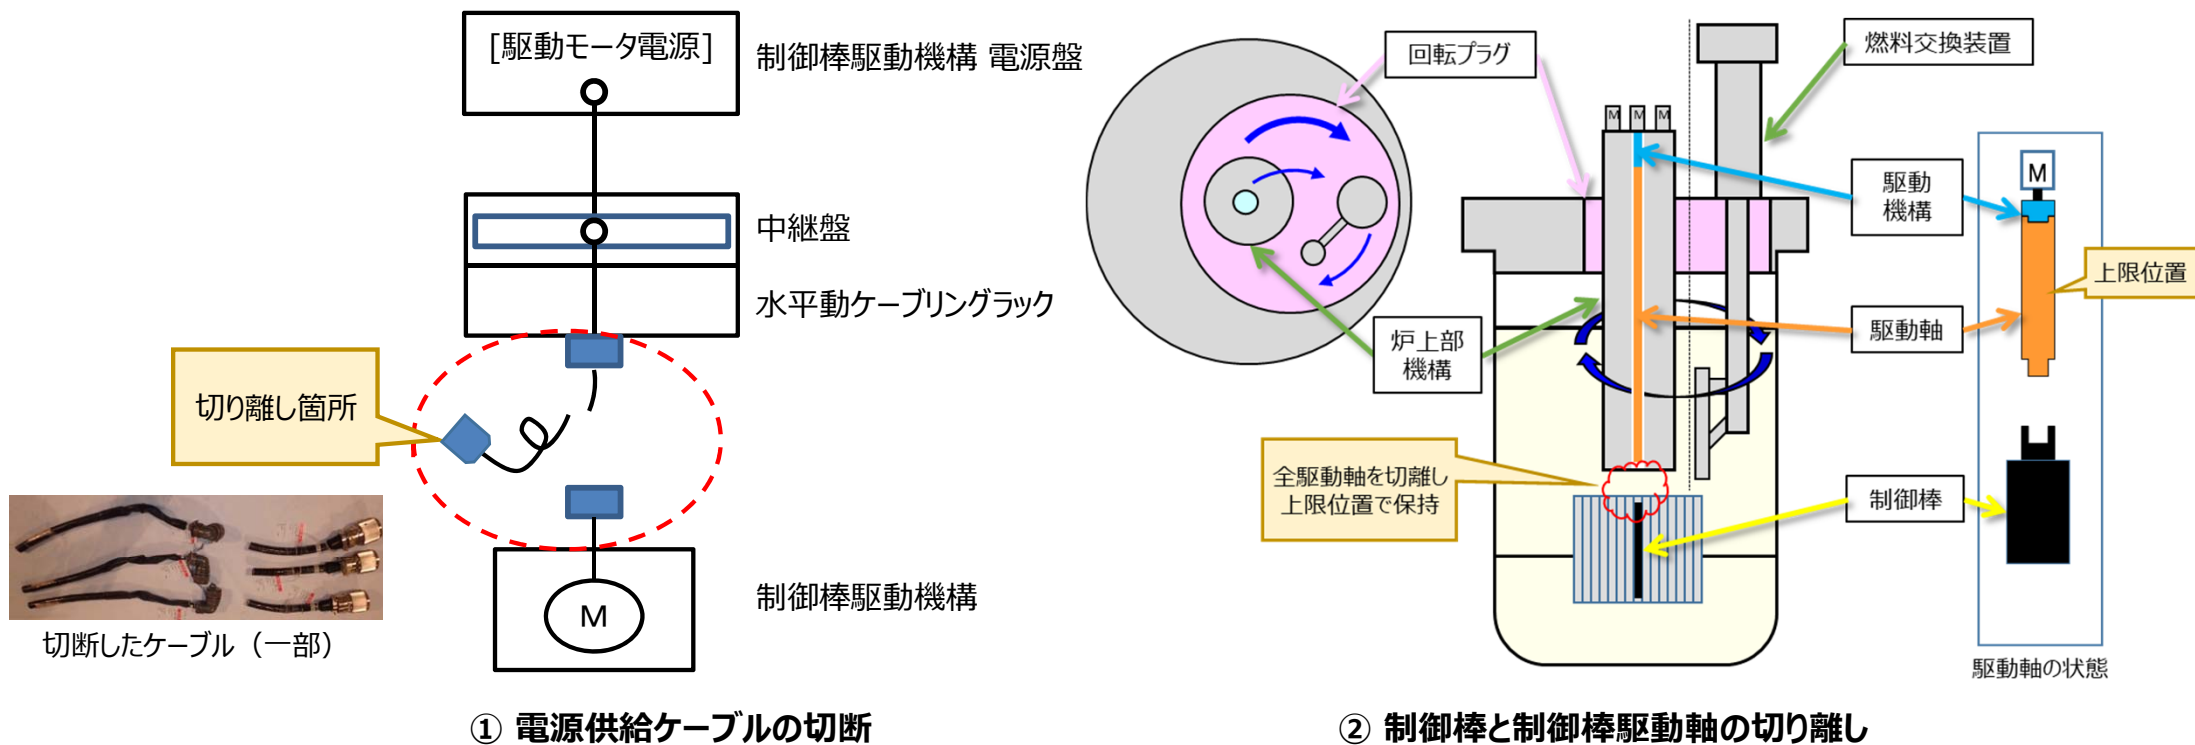 [駆動モータ電源]
制御棒駆動機構 電源盤
中継盤
水平動ケーブリングラック
切り離し箇所
制御棒駆動機構
M
切断したケーブル（一部）
① 電源供給ケーブルの切断
回転プラグ
燃料交換装置
M M M
駆動
機構
M
上限位置
駆動軸
炉上部
機構
全駆動軸を切離し
上限位置で保持
制御棒
駆動軸の状態
② 制御棒と制御棒駆動軸の切り離し